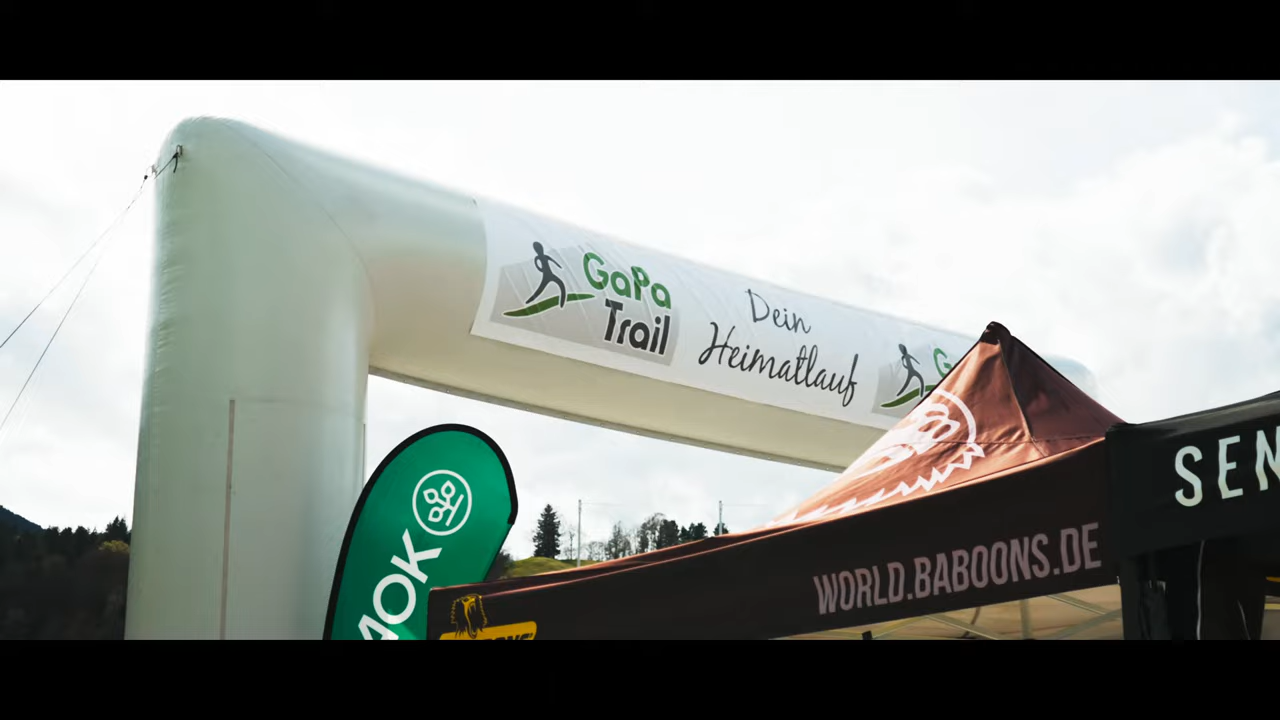 GaPa
Trail
Dein
Heimatlauf
AOK
WORLD.BABOONS.DE
SEN